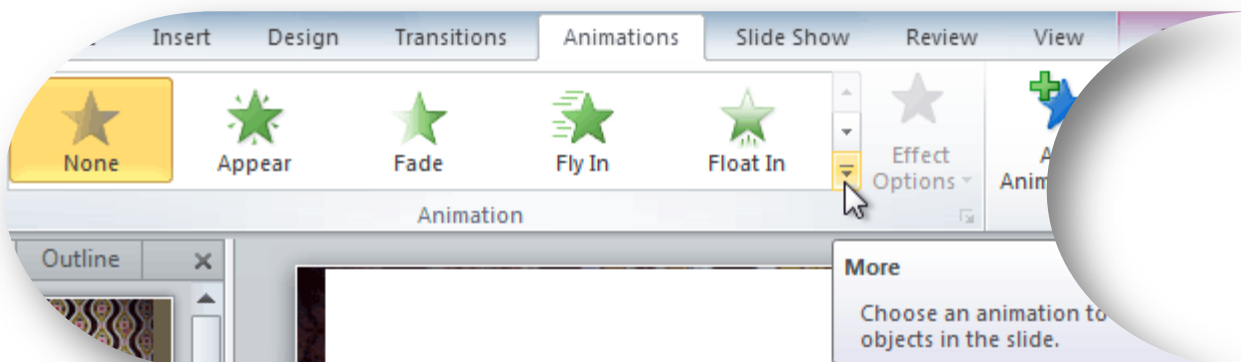 Insert Design Transitions Animations Slide Show Review View
None Appear Fade Fly In Float In
Effect
Options
Animation
Outline
More
Choose an animation to
objects in the slide.